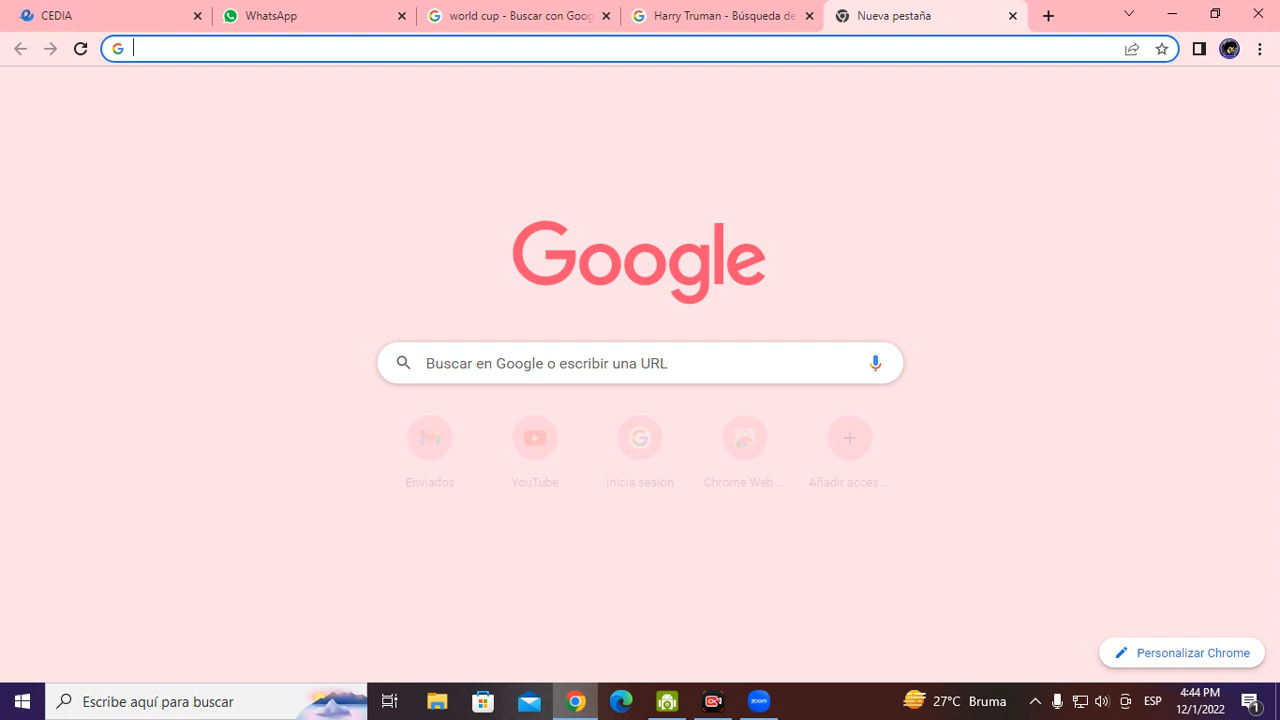 CEDIA
WhatsApp
world cup - Buscar con Goog
Harry Truman - Búsqueda de
Nueva pestaña
Google
Buscar en Google o escribir una URL
Enviados
YouTube
Inicia sesión
Chrome Web ...
Añadir acces...
Personalizar Chrome
Escribe aquí para buscar
zoom
27°C Bruma
ESP
4:44 PM
12/1/2022
1